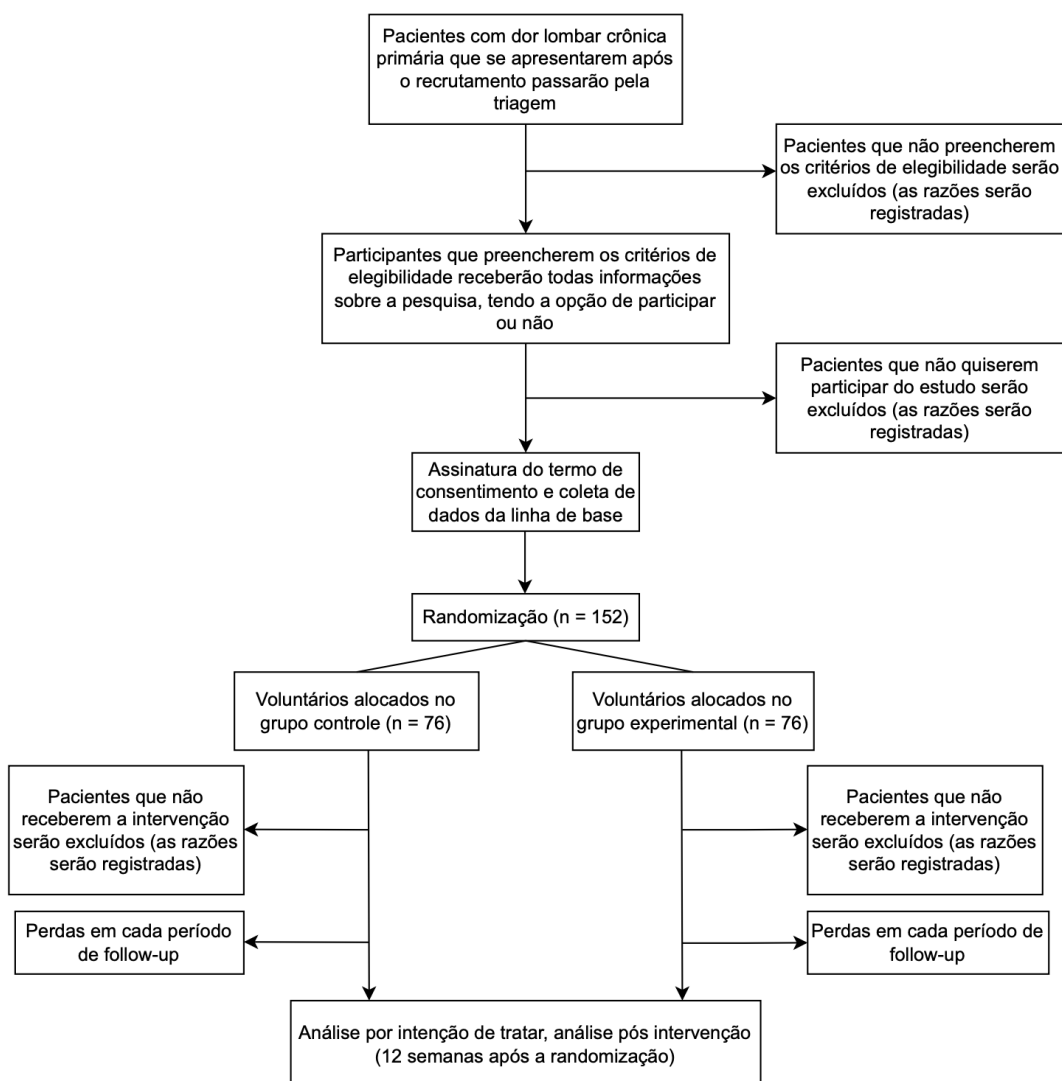 Pacientes com dor lombar crônica
primária que se apresentarem após
o recrutamento passarão pela
triagem
Pacientes que não preencherem
os critérios de elegibilidade serão
excluídos (as razões serão
registradas)
Participantes que preencherem os critérios de
elegibilidade receberão todas informações
sobre a pesquisa, tendo a opção de participar
ou não
Pacientes que não quiserem
participar do estudo serão
excluídos (as razões serão
registradas)
Assinatura do termo de
consentimento e coleta de
dados da linha de base
Randomização (n = 152)
Voluntários alocados no
grupo controle (n = 76)
Voluntários alocados no
grupo experimental (n = 76)
Pacientes que não
receberem a intervenção
serão excluídos (as razões
serão registradas)
Pacientes que não
receberem a intervenção
serão excluídos (as razões
serão registradas)
Perdas em cada período
de follow-up
Perdas em cada período de
follow-up
Análise por intenção de tratar, análise pós intervenção
(12 semanas após a randomização)